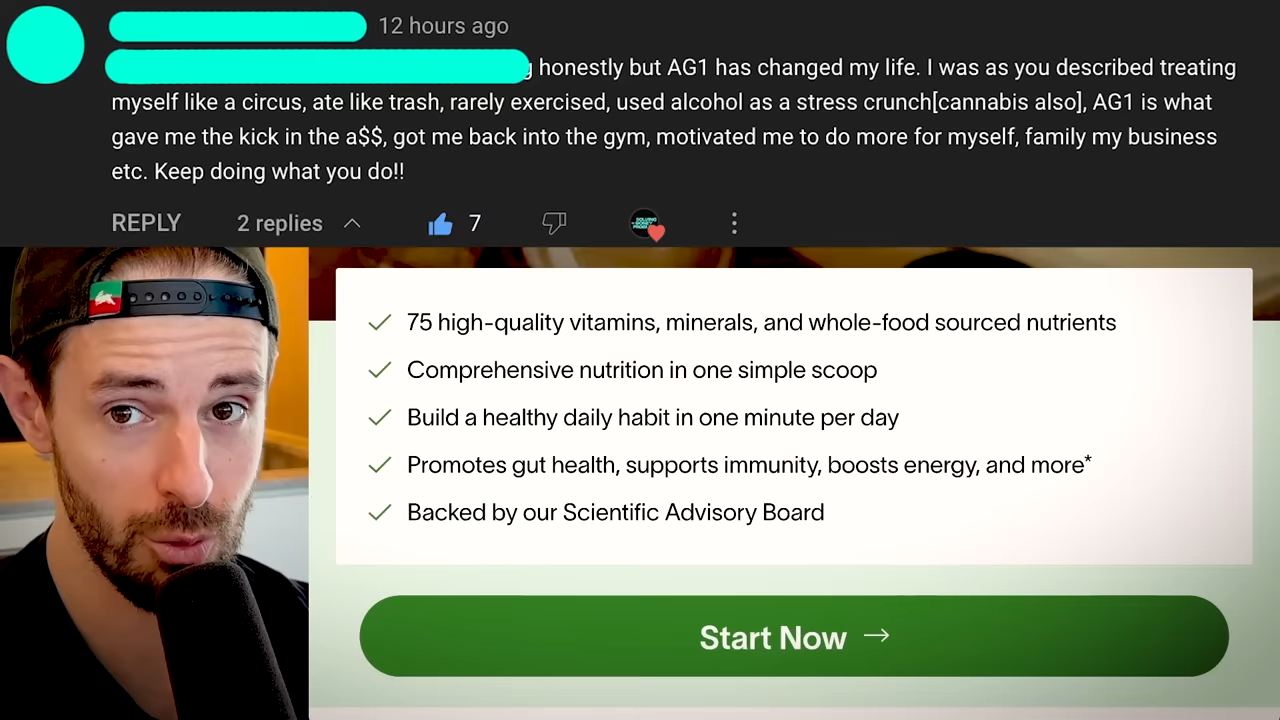 12 hours ago
honestly but AG1 has changed my life. I was as you described treating
myself like a circus, ate like trash, rarely exercised, used alcohol as a stress crunch[cannabis also], AG1 is what
gave me the kick in the a$$, got me back into the gym, motivated me to do more for myself, family my business
etc. Keep doing what you do!!
REPLY 2 replies 7
75 high-quality vitamins, minerals, and whole-food sourced nutrients
Comprehensive nutrition in one simple scoop
Build a healthy daily habit in one minute per day
Promotes gut health, supports immunity, boosts energy, and more*
Backed by our Scientific Advisory Board
Start Now →